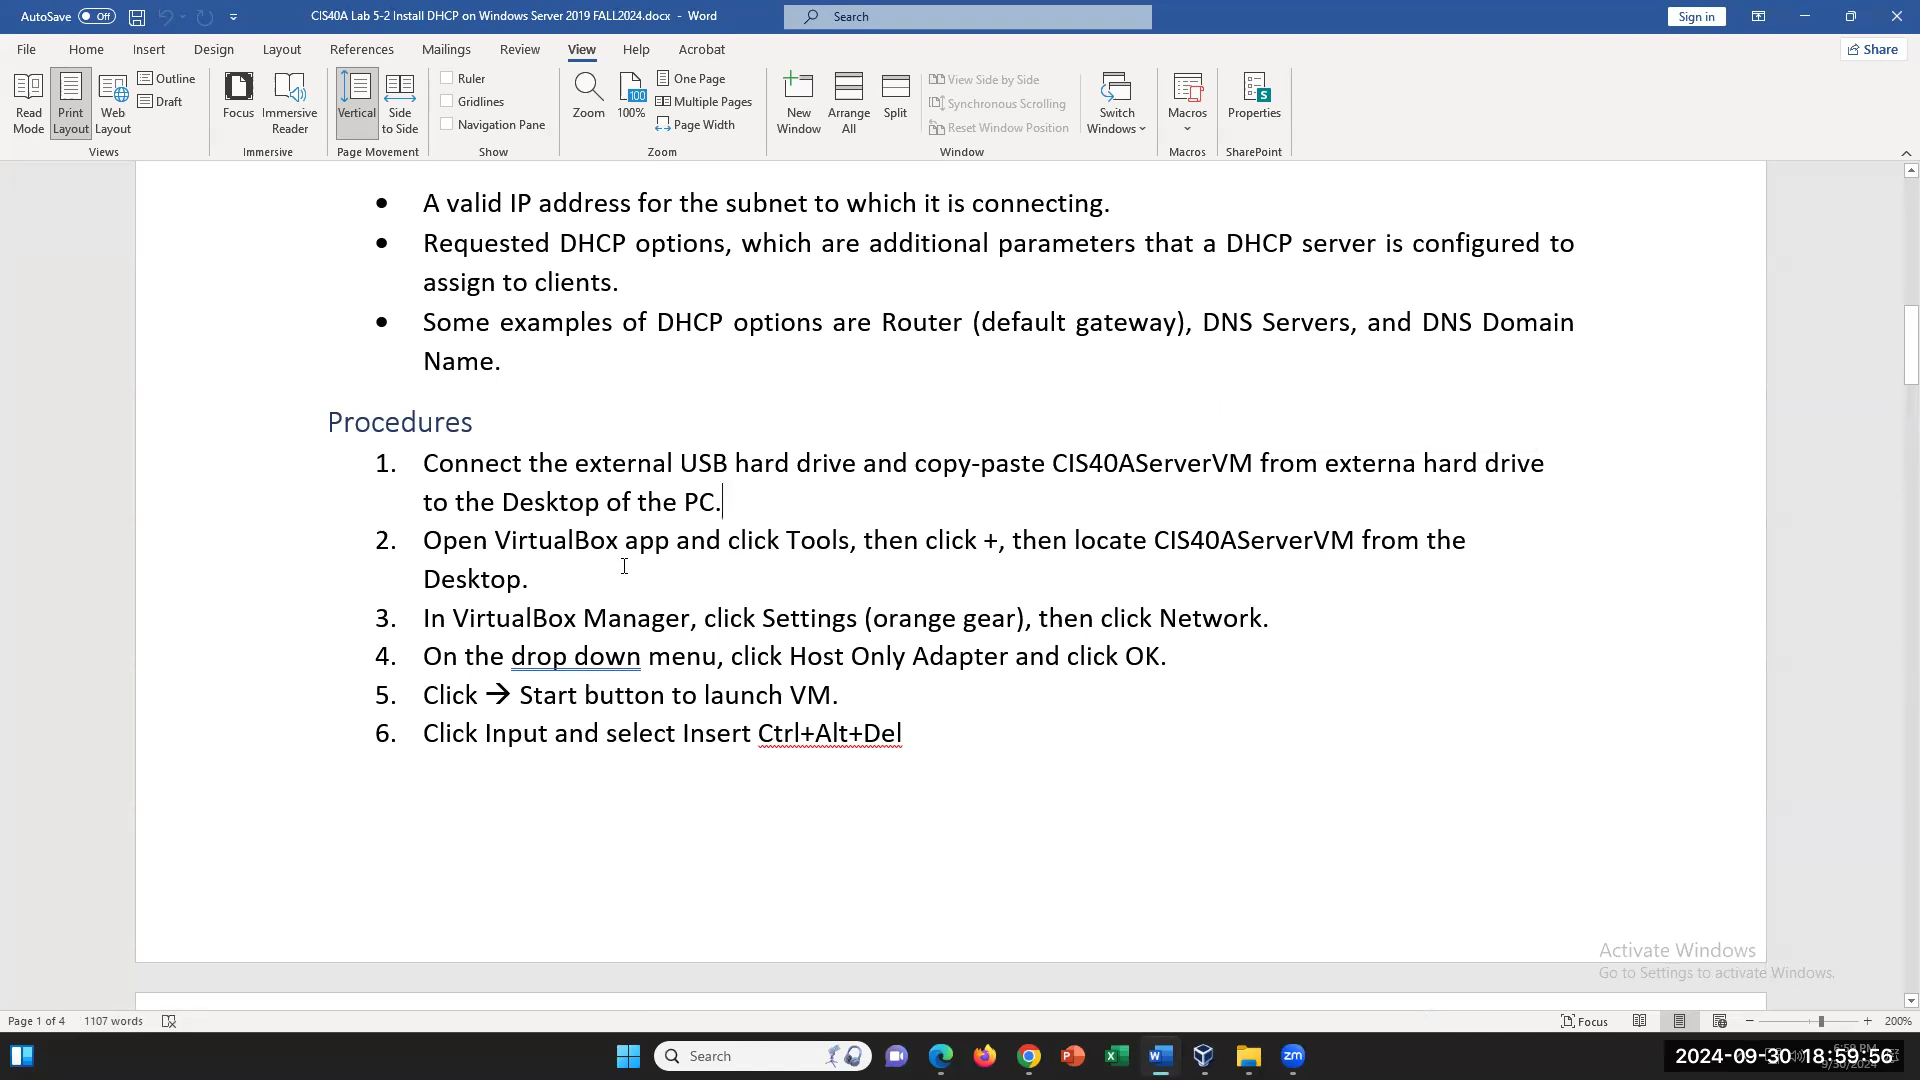 AutoSave Off
CIS40A Lab 5-2 Install DHCP on Windows Server 2019 FALL2024.docx - Word
Search
Sign in
File Home Insert Design Layout References Mailings Review View Help Acrobat
Share
Read Mode
Print Layout
Web Layout
Outline
Draft
Views
Focus
Immersive Reader
Immersive
Vertical
Side to Side
Page Movement
Ruler
Gridlines
Navigation Pane
Show
Zoom
100
100%
One Page
Multiple Pages
Page Width
Zoom
New Window
Arrange All
Split
View Side by Side
Synchronous Scrolling
Reset Window Position
Window
Switch Windows
Macros
Macros
Properties
SharePoint
• A valid IP address for the subnet to which it is connecting.
• Requested DHCP options, which are additional parameters that a DHCP server is configured to
assign to clients.
• Some examples of DHCP options are Router (default gateway), DNS Servers, and DNS Domain
Name.
Procedures
1. Connect the external USB hard drive and copy-paste CIS40AServerVM from externa hard drive
to the Desktop of the PC.
2. Open VirtualBox app and click Tools, then click +, then locate CIS40AServerVM from the
Desktop.
3. In VirtualBox Manager, click Settings (orange gear), then click Network.
4. On the drop down menu, click Host Only Adapter and click OK.
5. Click → Start button to launch VM.
6. Click Input and select Insert Ctrl+Alt+Del
Activate Windows
Go to Settings to activate Windows.
Page 1 of 4 1107 words
Focus
200%
Search
zm
2024-09-30 18:59:56